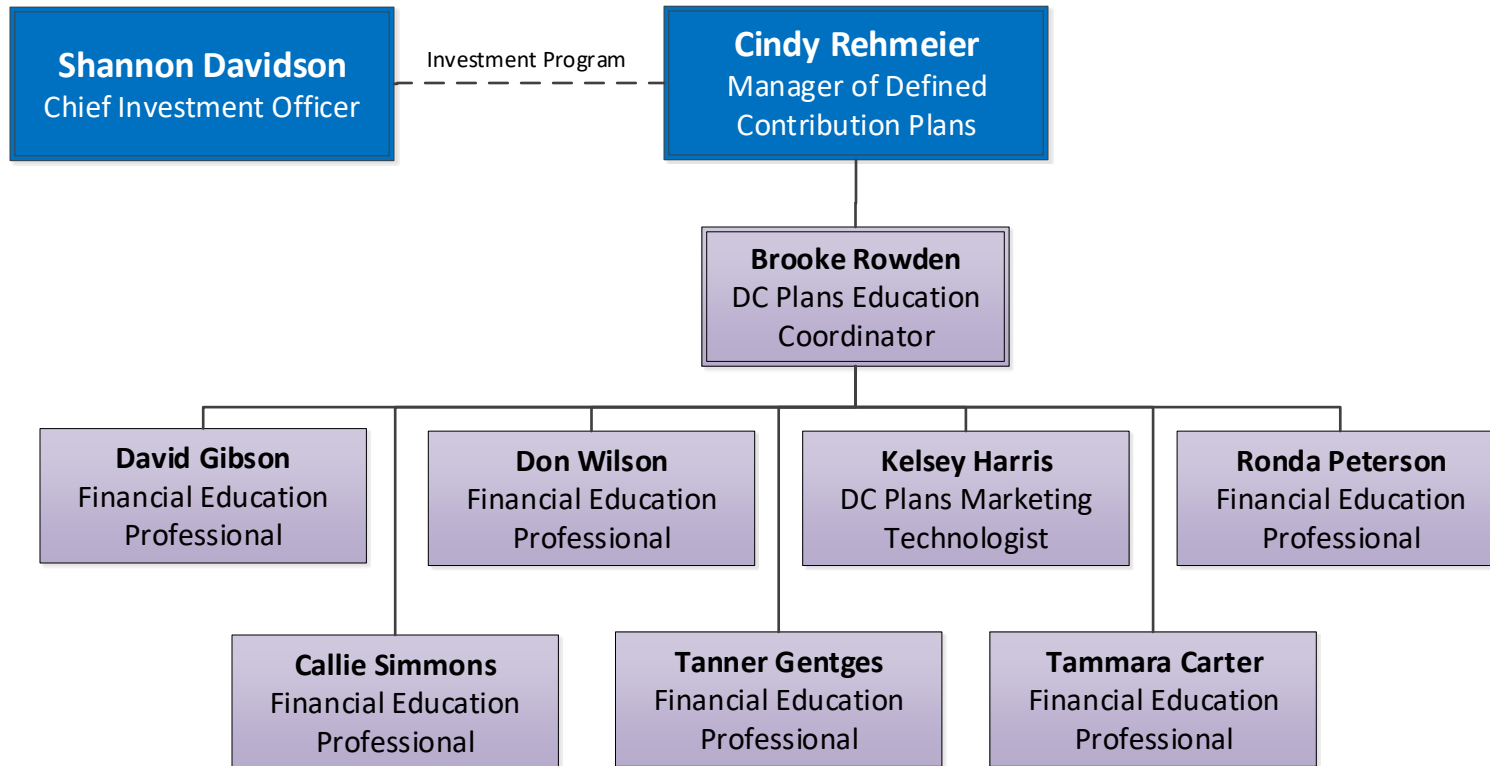 Shannon Davidson
Chief Investment Officer
Investment Program
Cindy Rehmeier
Manager of Defined
Contribution Plans
Brooke Rowden
DC Plans Education
Coordinator
David Gibson
Financial Education
Professional
Don Wilson
Financial Education
Professional
Kelsey Harris
DC Plans Marketing
Technologist
Ronda Peterson
Financial Education
Professional
Callie Simmons
Financial Education
Professional
Tanner Gentges
Financial Education
Professional
Tammara Carter
Financial Education
Professional